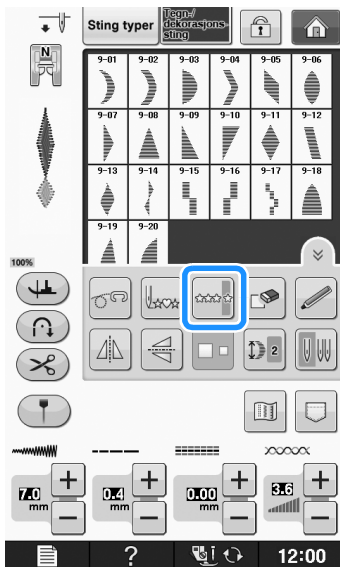 Sting typer
Tegn-/
dekorasjons-
sting
N
9-01 9-02 9-03 9-04 9-05 9-06
9-07 9-08 9-09 9-10 9-11 9-12
9-13 9-14 9-15 9-16 9-17 9-18
9-19 9-20
100%
2
7.0 mm
0.4 mm
0.00 mm
3.6
?
12:00